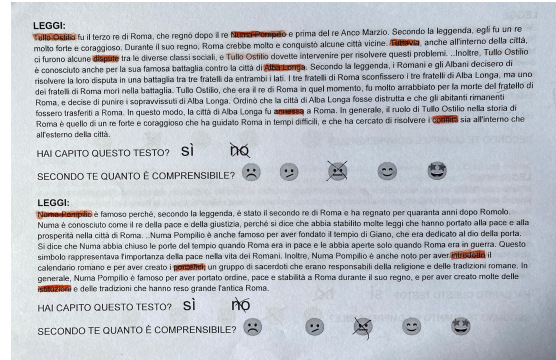 LEGGI:
Tullo Ostilio fu il terzo re di Roma, che regnò dopo il re Numa Pompilio e prima del re Anco Marzio. Secondo la leggenda, egli fu un re
molto forte e coraggioso. Durante il suo regno, Roma crebbe molto e conquistò alcune città vicine. Tuttavia, anche all'interno della città,
ci furono alcune dispute tra le diverse classi sociali, e Tullo Ostilio dovette intervenire per risolvere questi problemi. ..Inoltre, Tullo Ostilio
è conosciuto anche per la sua famosa battaglia contro la città di Alba Longa. Secondo la leggenda, i Romani e gli Albani decisero di
risolvere la loro disputa in una battaglia tra tre fratelli da entrambi i lati. I tre fratelli di Roma sconfissero i tre fratelli di Alba Longa, ma uno
dei fratelli di Roma morì nella battaglia. Tullo Ostilio, che era il re di Roma in quel momento, fu molto arrabbiato per la morte del fratello di
Roma, e decise di punire i sopravvissuti di Alba Longa. Ordinò che la città di Alba Longa fosse distrutta e che gli abitanti rimanenti
fossero trasferiti a Roma. In questo modo, la città di Alba Longa fu annessa a Roma. In generale, il ruolo di Tullo Ostilio nella storia di
Roma è quello di un re forte e coraggioso che ha guidato Roma in tempi difficili, e che ha cercato di risolvere i conflitti sia all'interno che
all'esterno della città.
HAI CAPITO QUESTO TESTO? sì no
SECONDO TE QUANTO È COMPRENSIBILE?
LEGGI:
Numa Pompilio è famoso perché, secondo la leggenda, è stato il secondo re di Roma e ha regnato per quaranta anni dopo Romolo.
Numa è conosciuto come il re della pace e della giustizia, perché si dice che abbia stabilito molte leggi che hanno portato alla pace e alla
prosperità nella città di Roma. ..Numa Pompilio è anche famoso per aver fondato il tempio di Giano, che era dedicato al dio della porta.
Si dice che Numa abbia chiuso le porte del tempio quando Roma era in pace e le abbia aperte solo quando Roma era in guerra. Questo
simbolo rappresentava l'importanza della pace nella vita dei Romani. Inoltre, Numa Pompilio è anche noto per aver introdotto il
calendario romano e per aver creato i pontefici, un gruppo di sacerdoti che erano responsabili della religione e delle tradizioni romane. In
generale, Numa Pompilio è famoso per aver portato ordine, pace e stabilità a Roma durante il suo regno, e per aver creato molte delle
istituzioni e delle tradizioni che hanno reso grande l'antica Roma.
HAI CAPITO QUESTO TESTO? sì no
SECONDO TE QUANTO È COMPRENSIBILE?